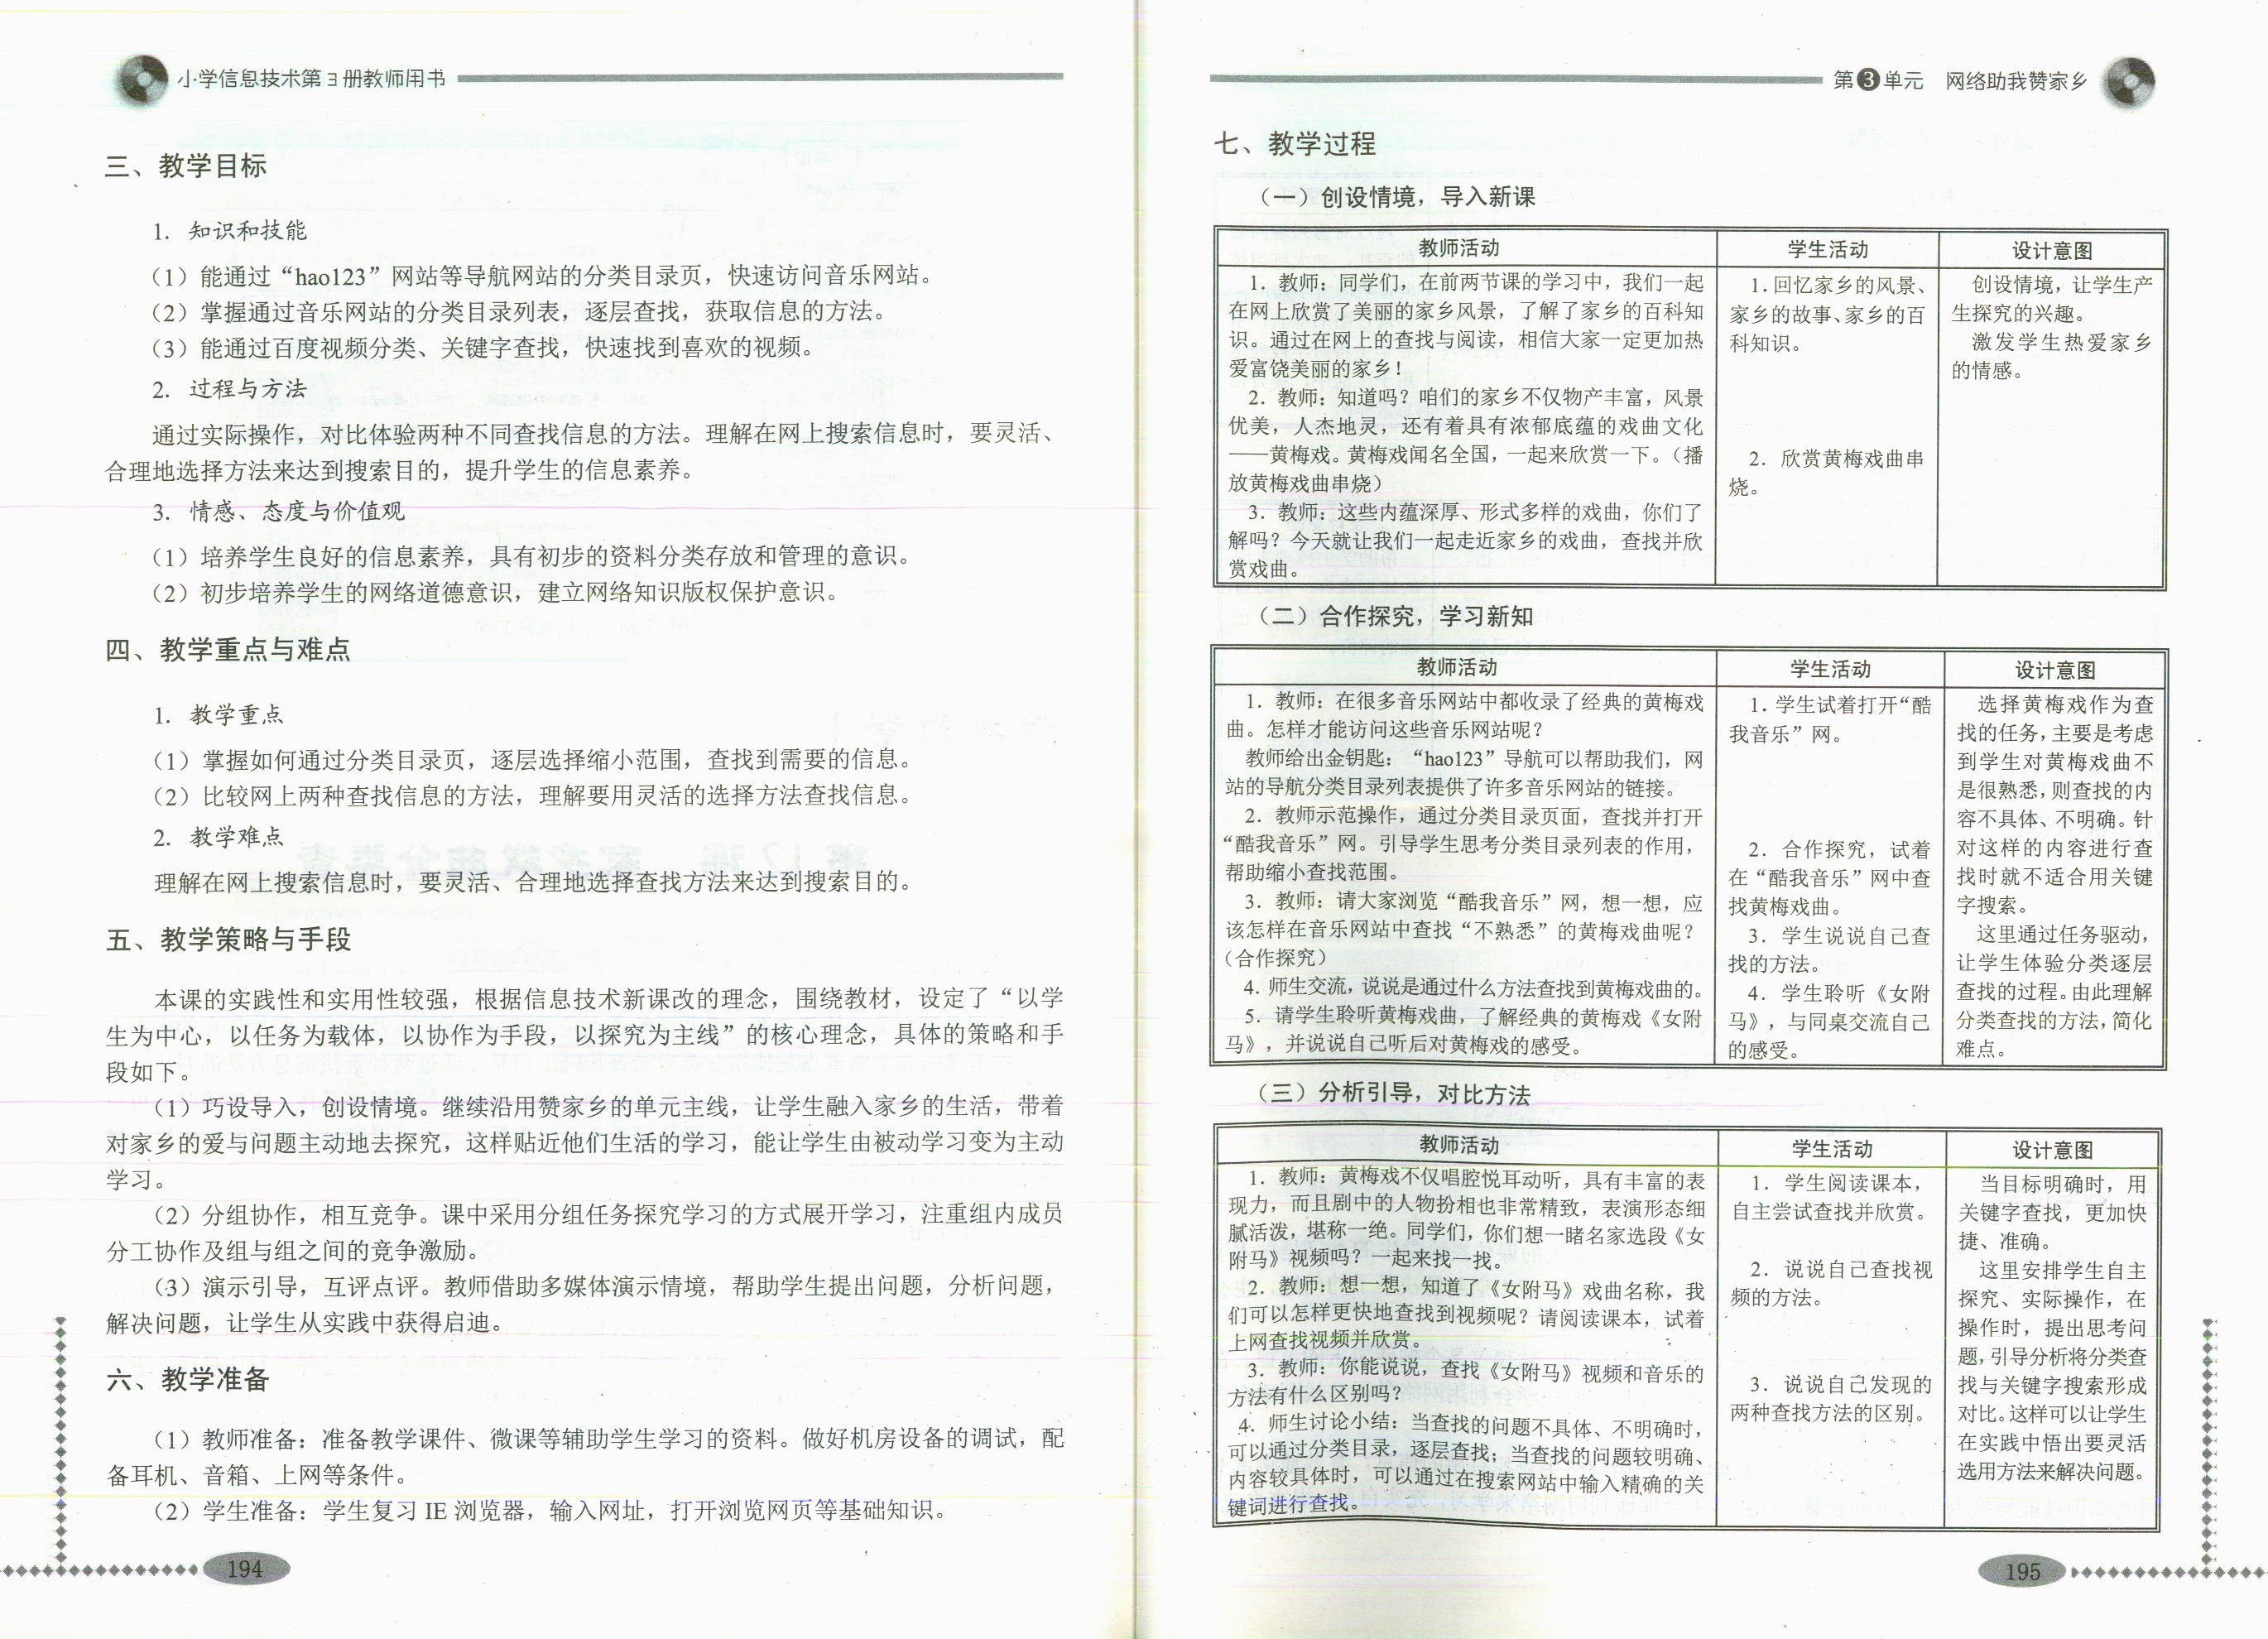 小学信息技术第3册教师用书
三、教学目标
1. 知识和技能
（1）能通过“hao123”网站等导航网站的分类目录页，快速访问音乐网站。
（2）掌握通过音乐网站的分类目录列表，逐层查找，获取信息的方法。
（3）能通过百度视频分类、关键字查找，快速找到喜欢的视频。
2. 过程与方法
通过实际操作，对比体验两种不同查找信息的方法。理解在网上搜索信息时，要灵活、
合理地选择方法来达到搜索目的，提升学生的信息素养。
3. 情感、态度与价值观
（1）培养学生良好的信息素养，具有初步的资料分类存放和管理的意识。
（2）初步培养学生的网络道德意识，建立网络知识版权保护意识。
四、教学重点与难点
1. 教学重点
（1）掌握如何通过分类目录页，逐层选择缩小范围，查找到需要的信息。
（2）比较网上两种查找信息的方法，理解要用灵活的选择方法查找信息。
2. 教学难点
理解在网上搜索信息时，要灵活、合理地选择查找方法来达到搜索目的。
五、教学策略与手段
本课的实践性和实用性较强，根据信息技术新课改的理念，围绕教材，设定了“以学
生为中心，以任务为载体，以协作为手段，以探究为主线”的核心理念，具体的策略和手
段如下。
（1）巧设导入，创设情境。继续沿用赞家乡的单元主线，让学生融入家乡的生活，带着
对家乡的爱与问题主动地去探究，这样贴近他们生活的学习，能让学生由被动学习变为主动
学习。
（2）分组协作，相互竞争。课中采用分组任务探究学习的方式展开学习，注重组内成员
分工协作及组与组之间的竞争激励。
（3）演示引导，互评点评。教师借助多媒体演示情境，帮助学生提出问题，分析问题，
解决问题，让学生从实践中获得启迪。
六、教学准备
（1）教师准备：准备教学课件、微课等辅助学生学习的资料。做好机房设备的调试，配
备耳机、音箱、上网等条件。
（2）学生准备：学生复习 IE 浏览器，输入网址，打开浏览网页等基础知识。
194
第3单元 网络助我赞家乡
七、教学过程
（一）创设情境，导入新课
教师活动
1. 教师：同学们，在前两节课的学习中，我们一起
在网上欣赏了美丽的家乡风景，了解了家乡的百科知
识。通过在网上的查找与阅读，相信大家一定更加热
爱富饶美丽的家乡！
2. 教师：知道吗？咱们的家乡不仅物产丰富，风景
优美，人杰地灵，还有着具有浓郁底蕴的戏曲文化
——黄梅戏。黄梅戏闻名全国，一起来欣赏一下。（播
放黄梅戏曲串烧）
3. 教师：这些内蕴深厚、形式多样的戏曲，你们了
解吗？今天就让我们一起走近家乡的戏曲，查找并欣
赏戏曲。
学生活动
1. 回忆家乡的风景、
家乡的故事、家乡的百
科知识。
2. 欣赏黄梅戏曲串
烧。
设计意图
创设情境，让学生产
生探究的兴趣。
激发学生热爱家乡
的情感。
（二）合作探究，学习新知
教师活动
1. 教师：在很多音乐网站中都收录了经典的黄梅戏
曲。怎样才能访问这些音乐网站呢？
教师给出金钥匙：“hao123”导航可以帮助我们，网
站的导航分类目录列表提供了许多音乐网站的链接。
2. 教师示范操作，通过分类目录页面，查找并打开
“酷我音乐”网。引导学生思考分类目录列表的作用，
帮助缩小查找范围。
3. 教师：请大家浏览“酷我音乐”网，想一想，应
该怎样在音乐网站中查找“不熟悉”的黄梅戏曲呢？
（合作探究）
4. 师生交流，说说是通过什么方法查找到黄梅戏曲的。
5. 请学生聆听黄梅戏曲，了解经典的黄梅戏《女附
马》，并说说自己听后对黄梅戏的感受。
学生活动
1. 学生试着打开“酷
我音乐”网。
2. 合作探究，试着
在“酷我音乐”网中查
找黄梅戏曲。
3. 学生说说自己查
找的方法。
4. 学生聆听《女附
马》，与同桌交流自己
的感受。
设计意图
选择黄梅戏作为查
找的任务，主要是考虑
到学生对黄梅戏曲不
是很熟悉，则查找的内
容不具体、不明确。针
对这样的内容进行查
找时就不适合用关键
字搜索。
这里通过任务驱动，
让学生体验分类逐层
查找的过程。由此理解
分类查找的方法，简化
难点。
（三）分析引导，对比方法
教师活动
1. 教师：黄梅戏不仅唱腔悦耳动听，具有丰富的表
现力，而且剧中的人物扮相也非常精致，表演形态细
腻活泼，堪称一绝。同学们，你们想一睹名家选段《女
附马》视频吗？一起来找一找。
2. 教师：想一想，知道了《女附马》戏曲名称，我
们可以怎样更快地查找到视频呢？请阅读课本，试着
上网查找视频并欣赏。
3. 教师：你能说说，查找《女附马》视频和音乐的
方法有什么区别吗？
4. 师生讨论小结：当查找的问题不具体、不明确时，
可以通过分类目录，逐层查找；当查找的问题较明确、
内容较具体时，可以通过在搜索网站中输入精确的关
键词进行查找。
学生活动
1. 学生阅读课本，
自主尝试查找并欣赏。
2. 说说自己查找视
频的方法。
3. 说说自己发现的
两种查找方法的区别。
设计意图
当目标明确时，用
关键字查找，更加快
捷、准确。
这里安排学生自主
探究、实际操作，在
操作时，提出思考问
题，引导分析将分类查
找与关键字搜索形成
对比。这样可以让学生
在实践中悟出要灵活
选用方法来解决问题。
195